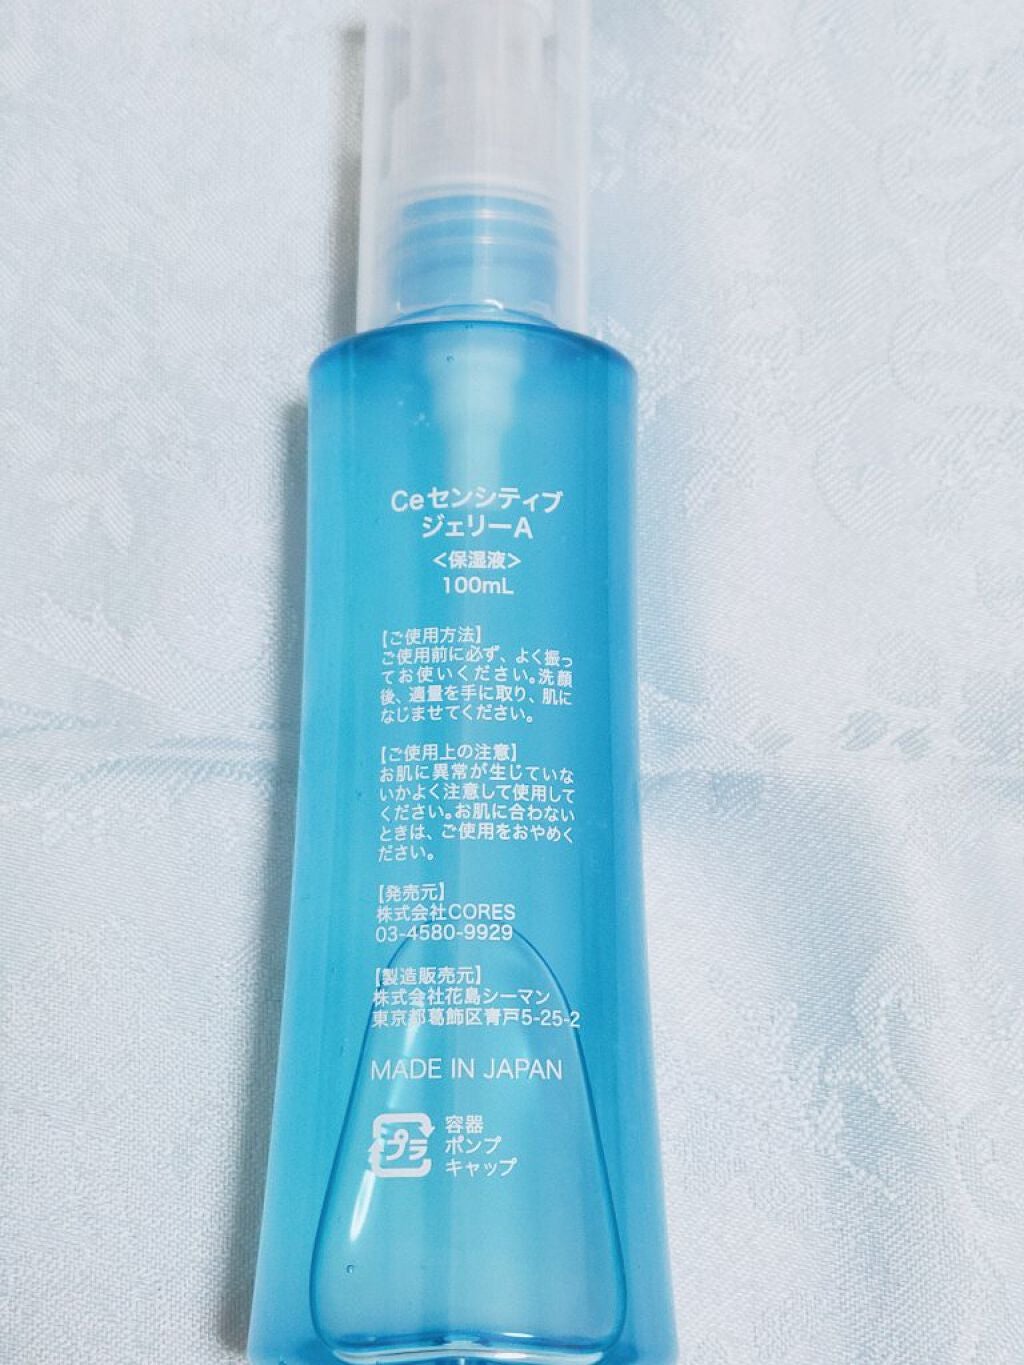 Ceセンシティブ
ジェリーA
<保湿液>
100mL
【ご使用方法】
ご使用前に必ず、よく振っ
てお使いください。洗顔
後、適量を手に取り、肌に
なじませてください。
【ご使用上の注意】
お肌に異常が生じていな
いかよく注意して使用して
ください。お肌に合わない
ときは、ご使用をおやめく
ださい。
【発売元】
株式会社CORES
03-4580-9929
【製造販売元】
株式会社花島シーマン
東京都葛飾区青戸5-25-2
MADE IN JAPAN
プラ
容器
ポンプ
キャップ